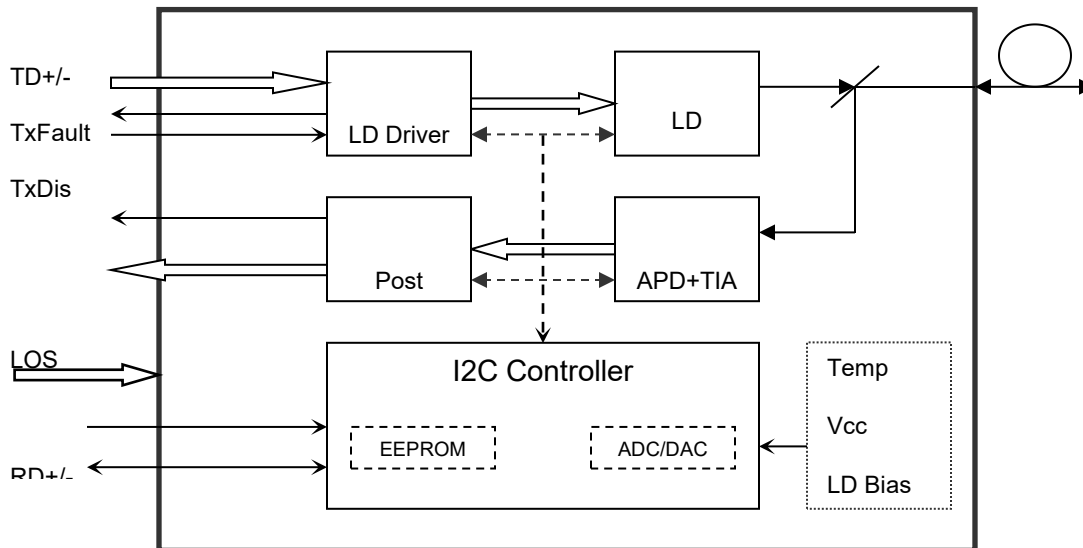 TD+/-
TxFault
LD Driver
LD
TxDis
Post
APD+TIA
LOS
I2C Controller
Temp
EEPROM
ADC/DAC
Vcc
RD+/-
LD Bias